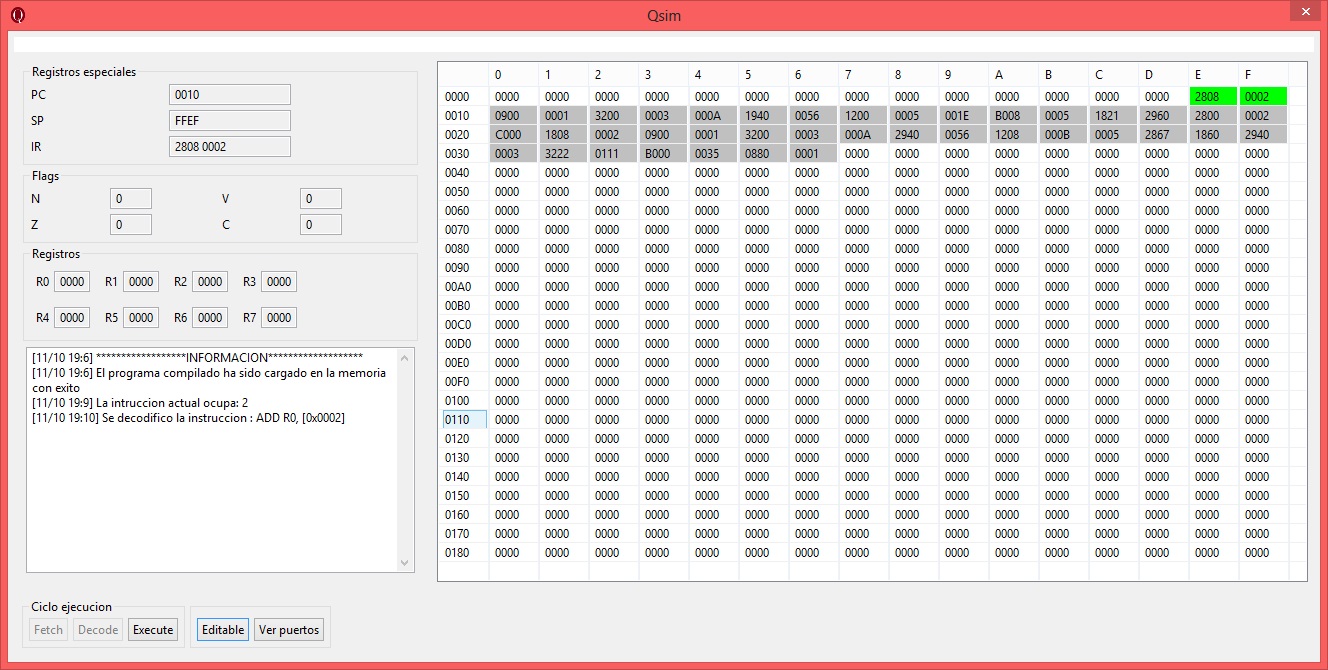 Qsim
Registros especiales
PC 0010
SP FFEF
IR 2808 0002
Flags
N 0 V 0
Z 0 C 0
Registros
R0 0000 R1 0000 R2 0000 R3 0000
R4 0000 R5 0000 R6 0000 R7 0000
[11/10 19:6] ******************INFORMACION*******************
[11/10 19:6] El programa compilado ha sido cargado en la memoria
con exito
[11/10 19:9] La intruccion actual ocupa: 2
[11/10 19:10] Se decodifico la instruccion : ADD R0, [0x0002]
Ciclo ejecucion
Fetch Decode Execute Editable Ver puertos
0 1 2 3 4 5 6 7 8 9 A B C D E F
0000 0000 0000 0000 0000 0000 0000 0000 0000 0000 0000 0000 0000 0000 0000 2808 0002
0010 0900 0001 3200 0003 000A 1940 0056 1200 0005 001E B008 0005 1821 2960 2800 0002
0020 C000 1808 0002 0900 0001 3200 0003 000A 2940 0056 1208 000B 0005 2867 1860 2940
0030 0003 3222 0111 B000 0035 0880 0001 0000 0000 0000 0000 0000 0000 0000 0000 0000
0040 0000 0000 0000 0000 0000 0000 0000 0000 0000 0000 0000 0000 0000 0000 0000 0000
0050 0000 0000 0000 0000 0000 0000 0000 0000 0000 0000 0000 0000 0000 0000 0000 0000
0060 0000 0000 0000 0000 0000 0000 0000 0000 0000 0000 0000 0000 0000 0000 0000 0000
0070 0000 0000 0000 0000 0000 0000 0000 0000 0000 0000 0000 0000 0000 0000 0000 0000
0080 0000 0000 0000 0000 0000 0000 0000 0000 0000 0000 0000 0000 0000 0000 0000 0000
0090 0000 0000 0000 0000 0000 0000 0000 0000 0000 0000 0000 0000 0000 0000 0000 0000
00A0 0000 0000 0000 0000 0000 0000 0000 0000 0000 0000 0000 0000 0000 0000 0000 0000
00B0 0000 0000 0000 0000 0000 0000 0000 0000 0000 0000 0000 0000 0000 0000 0000 0000
00C0 0000 0000 0000 0000 0000 0000 0000 0000 0000 0000 0000 0000 0000 0000 0000 0000
00D0 0000 0000 0000 0000 0000 0000 0000 0000 0000 0000 0000 0000 0000 0000 0000 0000
00E0 0000 0000 0000 0000 0000 0000 0000 0000 0000 0000 0000 0000 0000 0000 0000 0000
00F0 0000 0000 0000 0000 0000 0000 0000 0000 0000 0000 0000 0000 0000 0000 0000 0000
0100 0000 0000 0000 0000 0000 0000 0000 0000 0000 0000 0000 0000 0000 0000 0000 0000
0110 0000 0000 0000 0000 0000 0000 0000 0000 0000 0000 0000 0000 0000 0000 0000 0000
0120 0000 0000 0000 0000 0000 0000 0000 0000 0000 0000 0000 0000 0000 0000 0000 0000
0130 0000 0000 0000 0000 0000 0000 0000 0000 0000 0000 0000 0000 0000 0000 0000 0000
0140 0000 0000 0000 0000 0000 0000 0000 0000 0000 0000 0000 0000 0000 0000 0000 0000
0150 0000 0000 0000 0000 0000 0000 0000 0000 0000 0000 0000 0000 0000 0000 0000 0000
0160 0000 0000 0000 0000 0000 0000 0000 0000 0000 0000 0000 0000 0000 0000 0000 0000
0170 0000 0000 0000 0000 0000 0000 0000 0000 0000 0000 0000 0000 0000 0000 0000 0000
0180 0000 0000 0000 0000 0000 0000 0000 0000 0000 0000 0000 0000 0000 0000 0000 0000